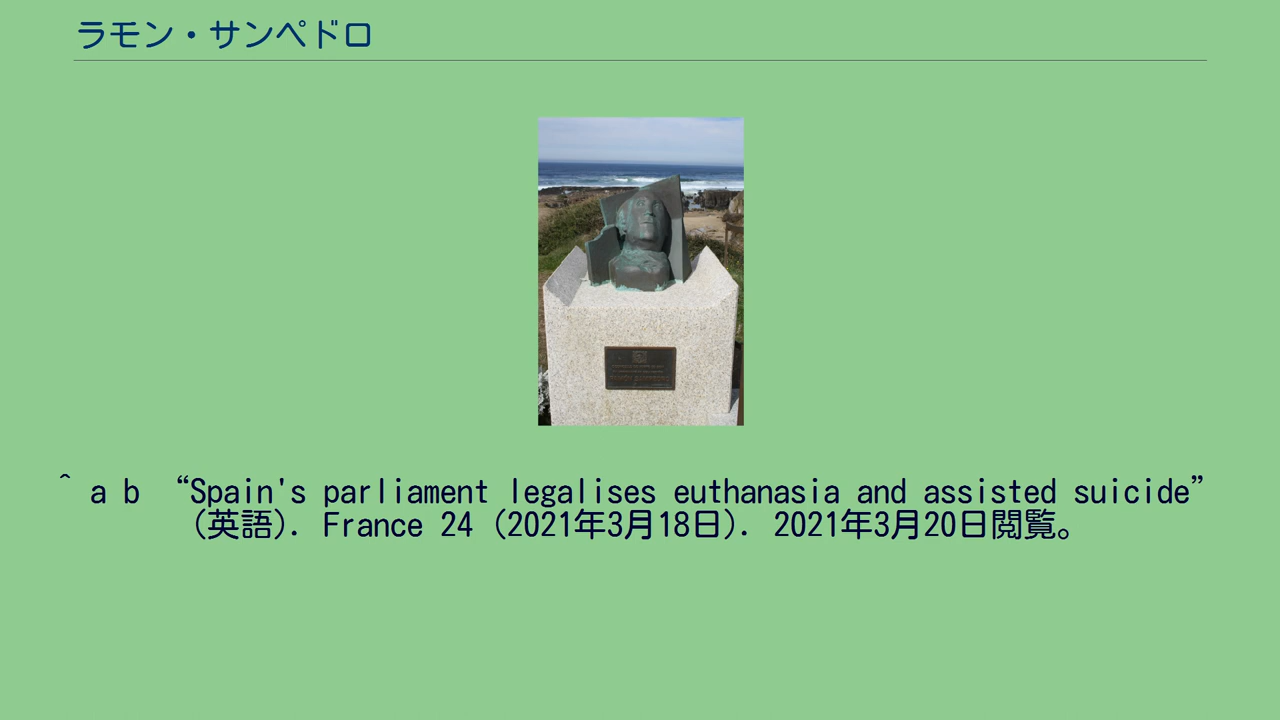 ラモン・サンペドロ
^ a b “Spain's parliament legalises euthanasia and assisted suicide”
(英語). France 24 (2021年3月18日). 2021年3月20日閲覧。